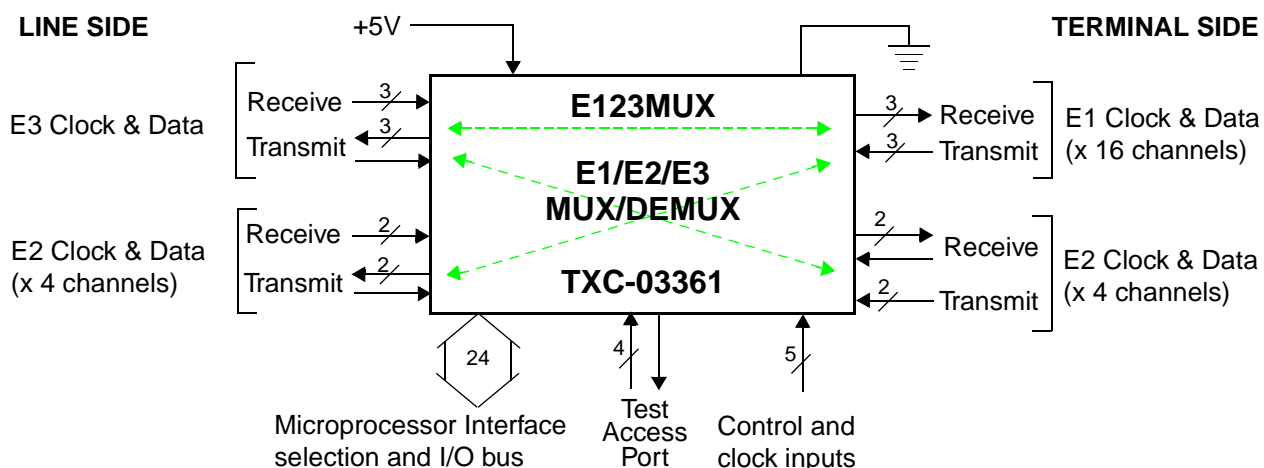 LINE SIDE
+5V
TERMINAL SIDE
E3 Clock & Data
Receive
3
Transmit
3
E123MUX
E1/E2/E3
MUX/DEMUX
TXC-03361
3
Receive
3
Transmit
E1 Clock & Data
(x 16 channels)
E2 Clock & Data
(x 4 channels)
Receive
2
Transmit
2
2
Receive
2
Transmit
E2 Clock & Data
(x 4 channels)
24
4
5
Microprocessor Interface
selection and I/O bus
Test
Access
Port
Control and
clock inputs